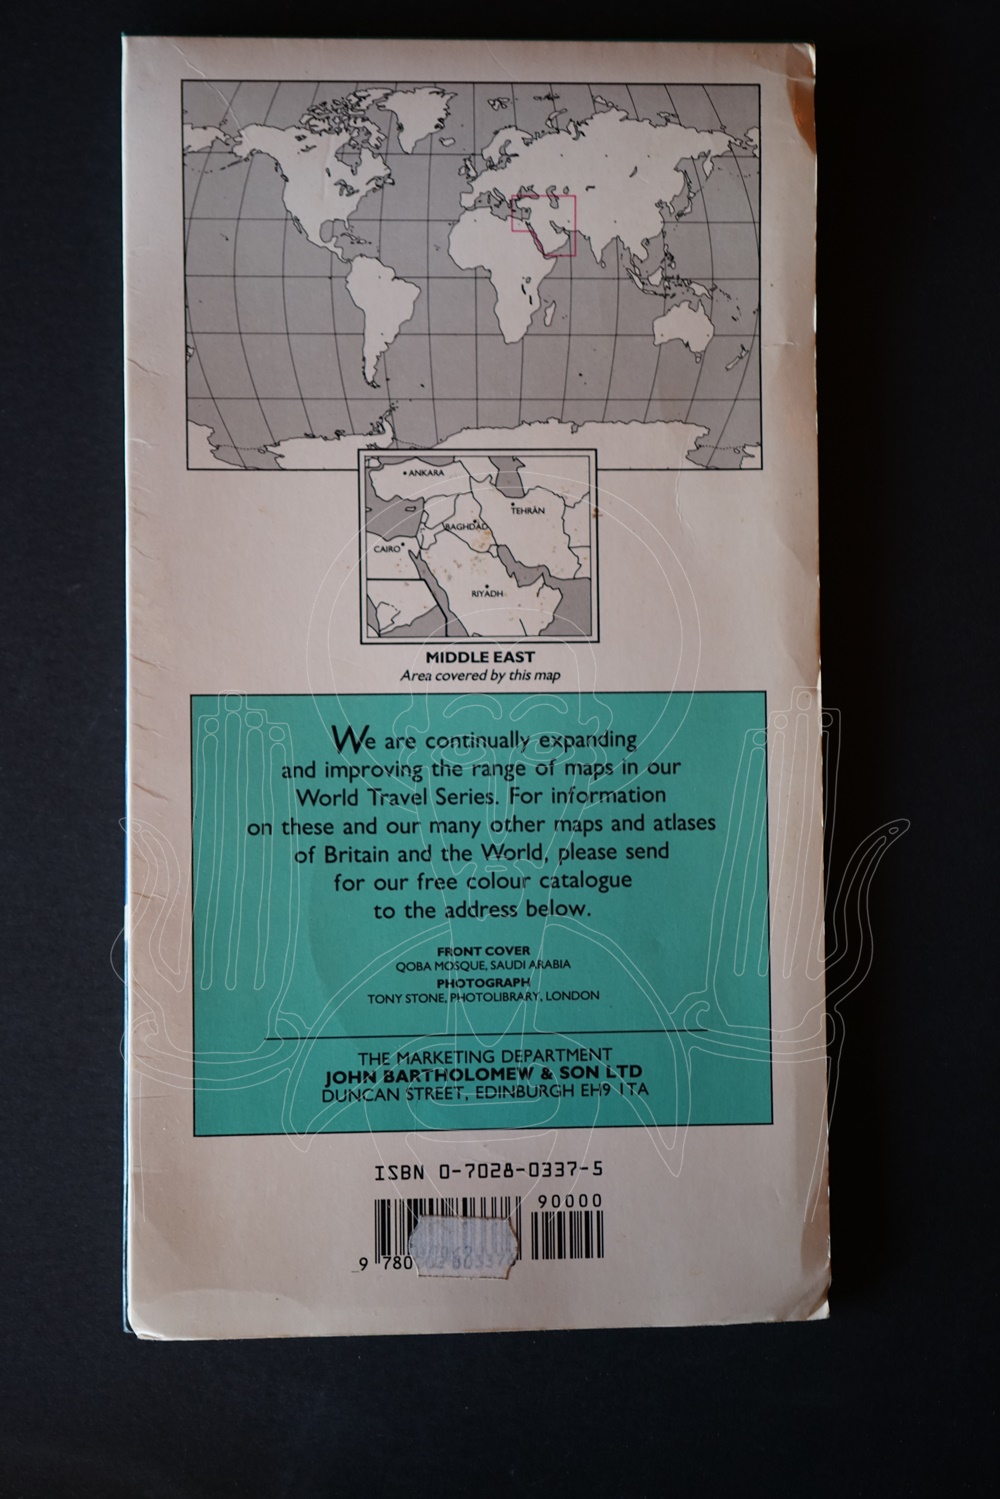 ANKARA
TEHRĀN
BAGHDĀD
CAIRO
RIYADH
MIDDLE EAST
Area covered by this map
We are continually expanding
and improving the range of maps in our
World Travel Series. For information
on these and our many other maps and atlases
of Britain and the World, please send
for our free colour catalogue
to the address below.
FRONT COVER
QOBA MOSQUE, SAUDI ARABIA
PHOTOGRAPH
TONY STONE, PHOTOLIBRARY, LONDON
THE MARKETING DEPARTMENT
JOHN BARTHOLOMEW & SON LTD
DUNCAN STREET, EDINBURGH EH9 1TA
ISBN 0-7028-0337-5
90000
9 780